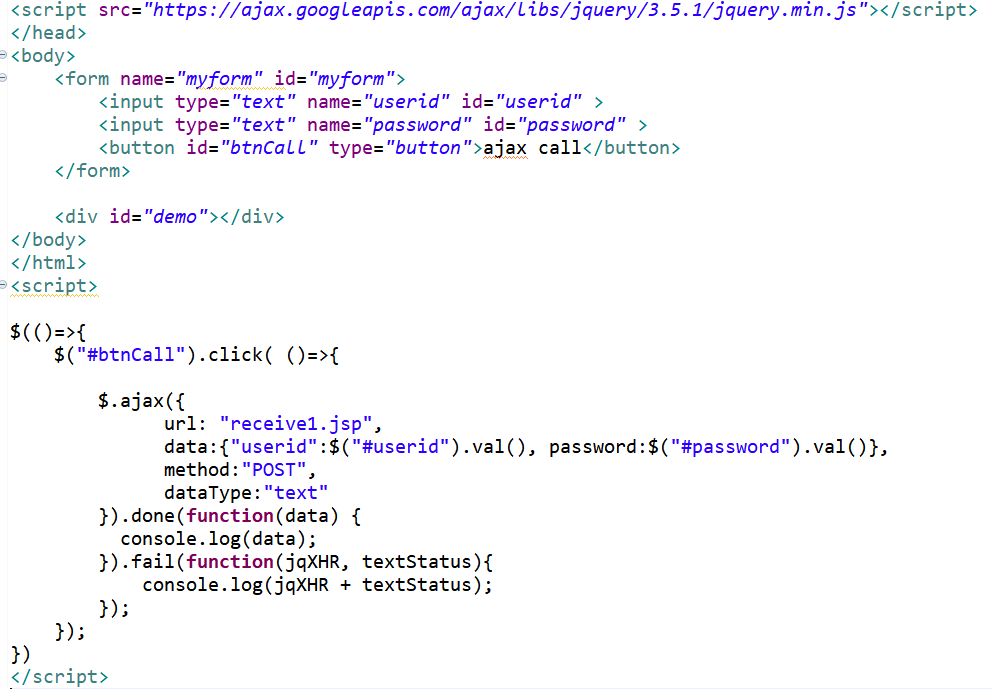 <script src="https://ajax.googleapis.com/ajax/libs/jquery/3.5.1/jquery.min.js"></script>
</head>
<body>
    <form name="myform" id="myform">
        <input type="text" name="userid" id="userid" >
        <input type="text" name="password" id="password" >
        <button id="btnCall" type="button">ajax call</button>
    </form>

    <div id="demo"></div>
</body>
</html>
<script>

$(()=>{
    $("#btnCall").click( ()=>{

        $.ajax({
              url: "receive1.jsp",
              data:{"userid":$("#userid").val(), password:$("#password").val()},
              method:"POST",
              dataType:"text"
        }).done(function(data) {
          console.log(data);
        }).fail(function(jqXHR, textStatus){
            console.log(jqXHR + textStatus);
        });
    });
})
</script>